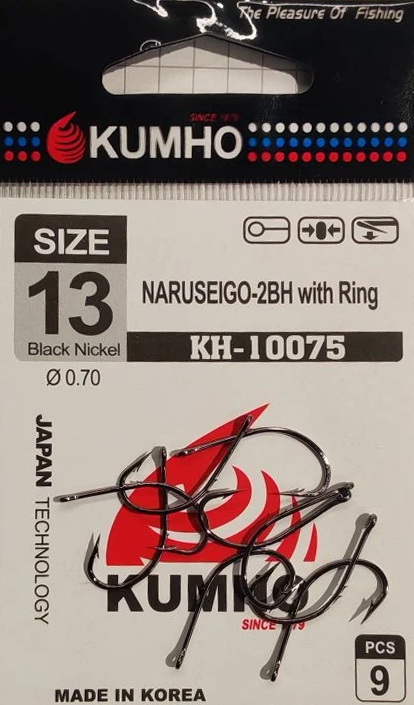 The Pleasure Of Fishing
SINCE 1979
KUMHO
SIZE
13
Black Nickel
NARUSEIGO-2BH with Ring
KH-10075
Ø 0.70
JAPAN TECHNOLOGY
KUMHO
SINCE 1979
PCS
9
MADE IN KOREA